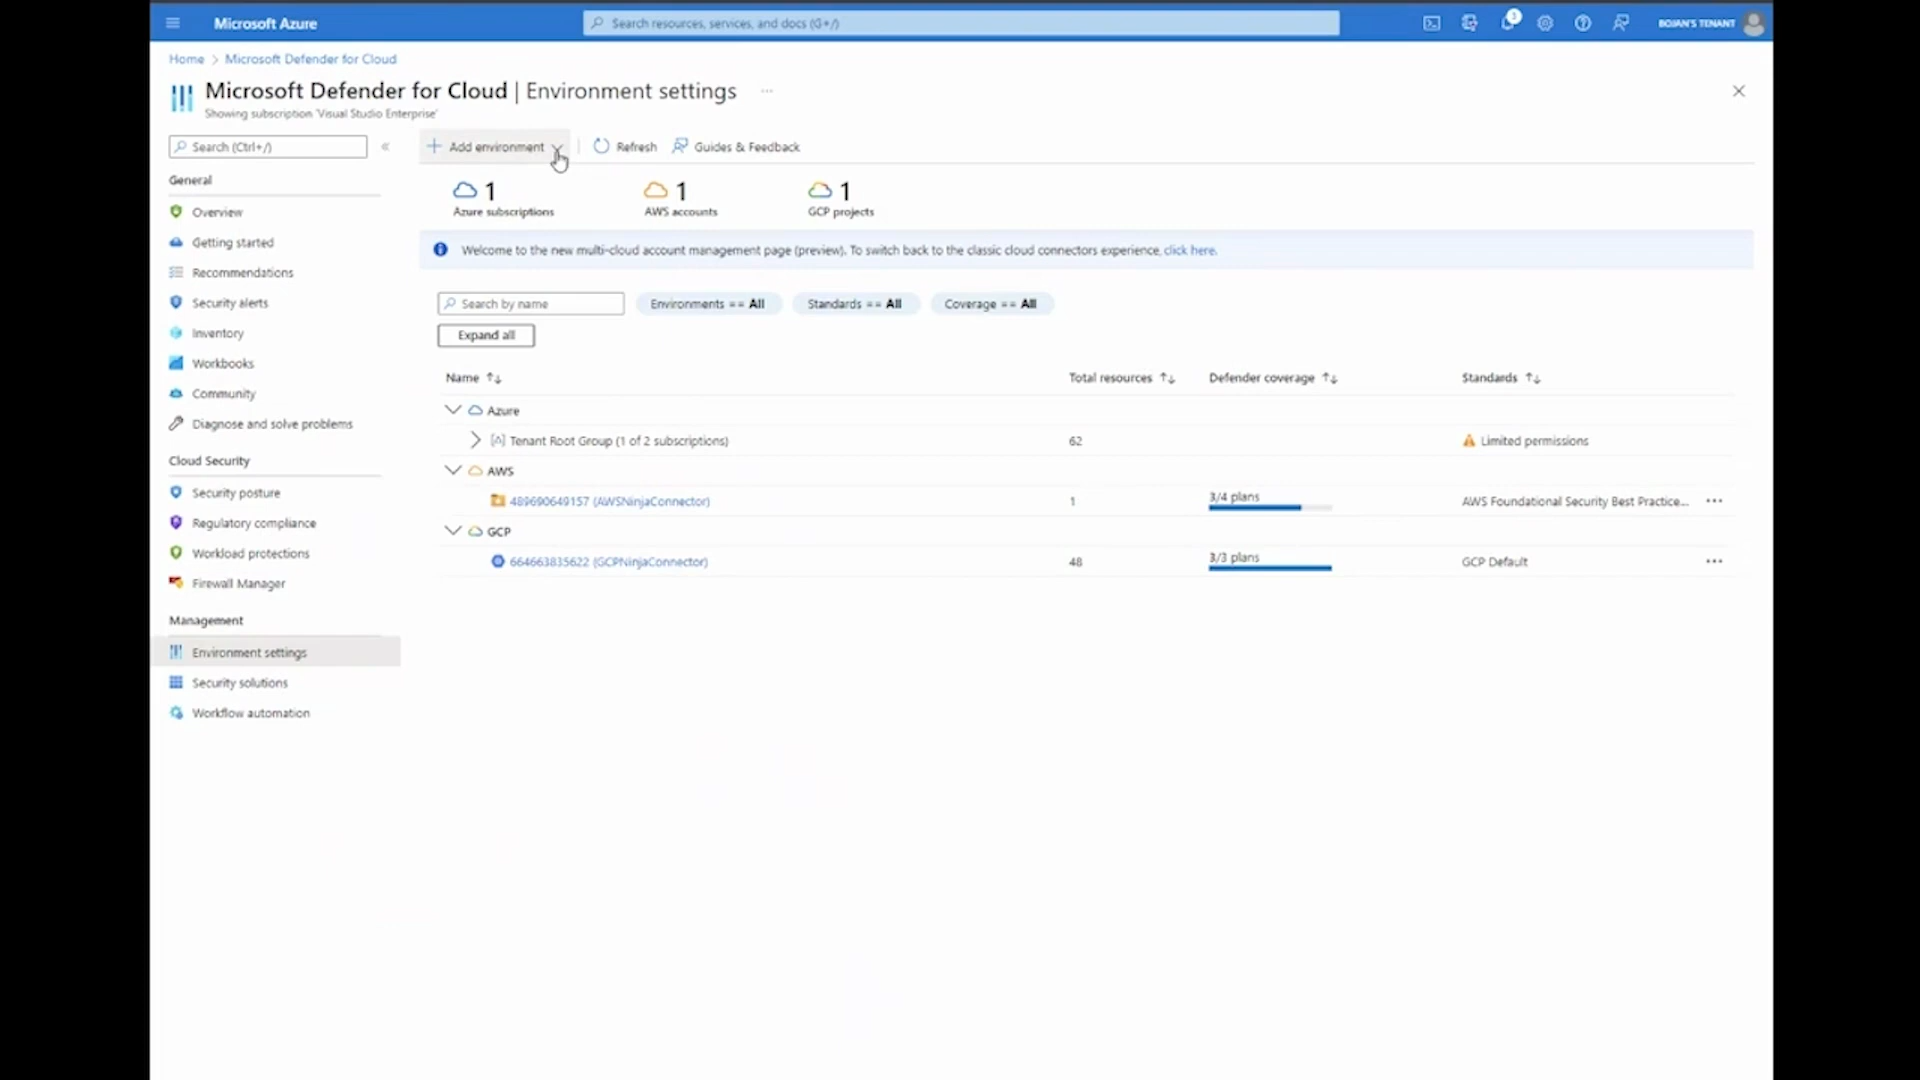 Microsoft Azure
Search resources, services, and docs (G+/)
BOJAN'S TENANT
Home > Microsoft Defender for Cloud
Microsoft Defender for Cloud | Environment settings ...
Showing subscription 'Visual Studio Enterprise'
Search (Ctrl+/)
«
Add environment
Refresh
Guides & Feedback
General
Overview
Getting started
Recommendations
Security alerts
Inventory
Workbooks
Community
Diagnose and solve problems
Cloud Security
Security posture
Regulatory compliance
Workload protections
Firewall Manager
Management
Environment settings
Security solutions
Workflow automation
1
Azure subscriptions
1
AWS accounts
1
GCP projects
Welcome to the new multi-cloud account management page (preview). To switch back to the classic cloud connectors experience, click here.
Search by name
Environments == All
Standards == All
Coverage == All
Expand all
Name
Total resources
Defender coverage
Standards
Azure
Tenant Root Group (1 of 2 subscriptions)
62
Limited permissions
AWS
489690649157 (AWSNinjaConnector)
1
3/4 plans
AWS Foundational Security Best Practice...
GCP
664663835622 (GCPNinjaConnector)
48
3/3 plans
GCP Default